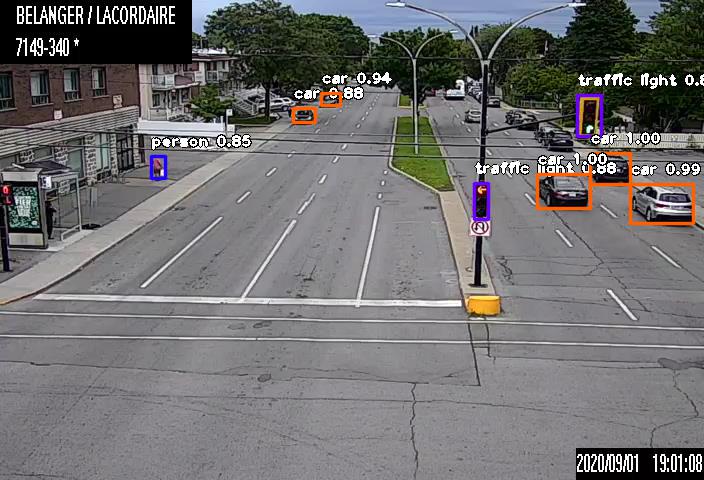 BELANGER / LACORDAIRE
7149-340 *
car 0.94
car 0.88
traffic light 0.8
person 0.85
car 1.00
car 1.00
traffic light 0.88
car 0.99
2020/09/01 19:01:08